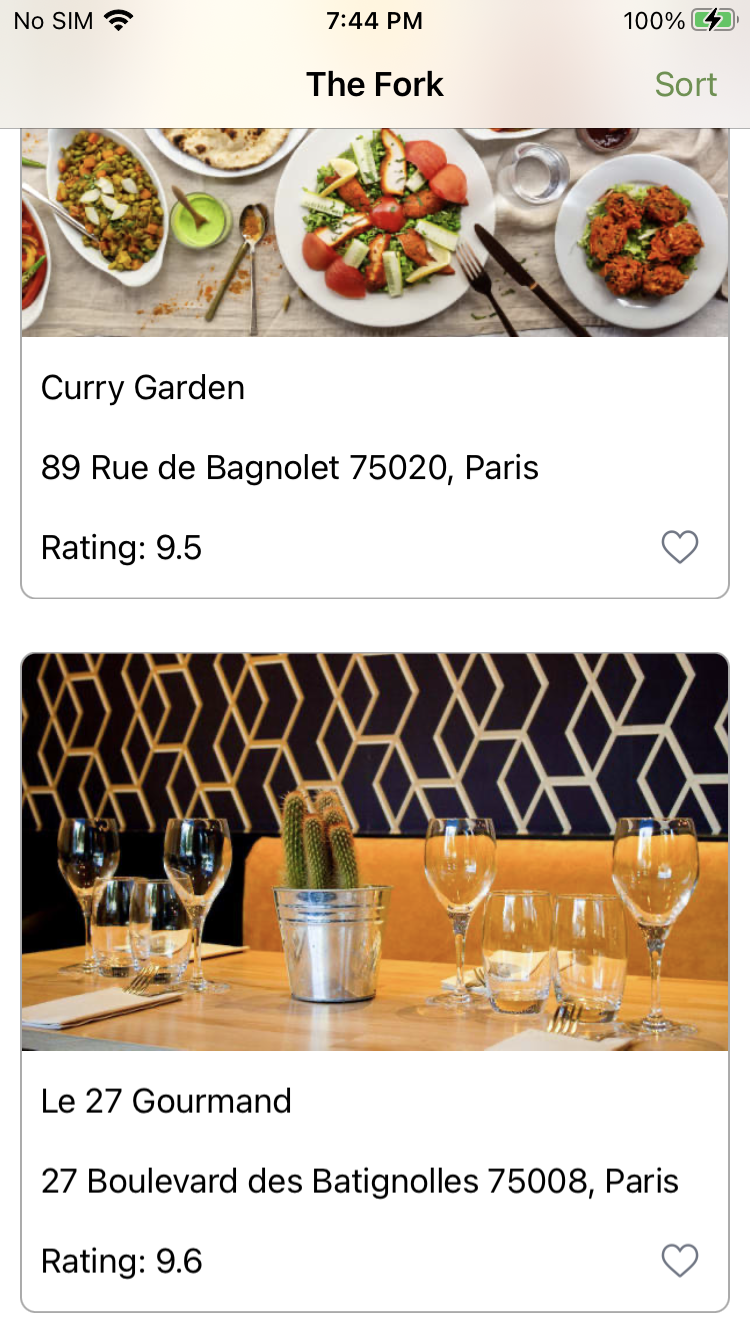 No SIM 7:44 PM 100%
The Fork Sort
Curry Garden
89 Rue de Bagnolet 75020, Paris
Rating: 9.5
Le 27 Gourmand
27 Boulevard des Batignolles 75008, Paris
Rating: 9.6